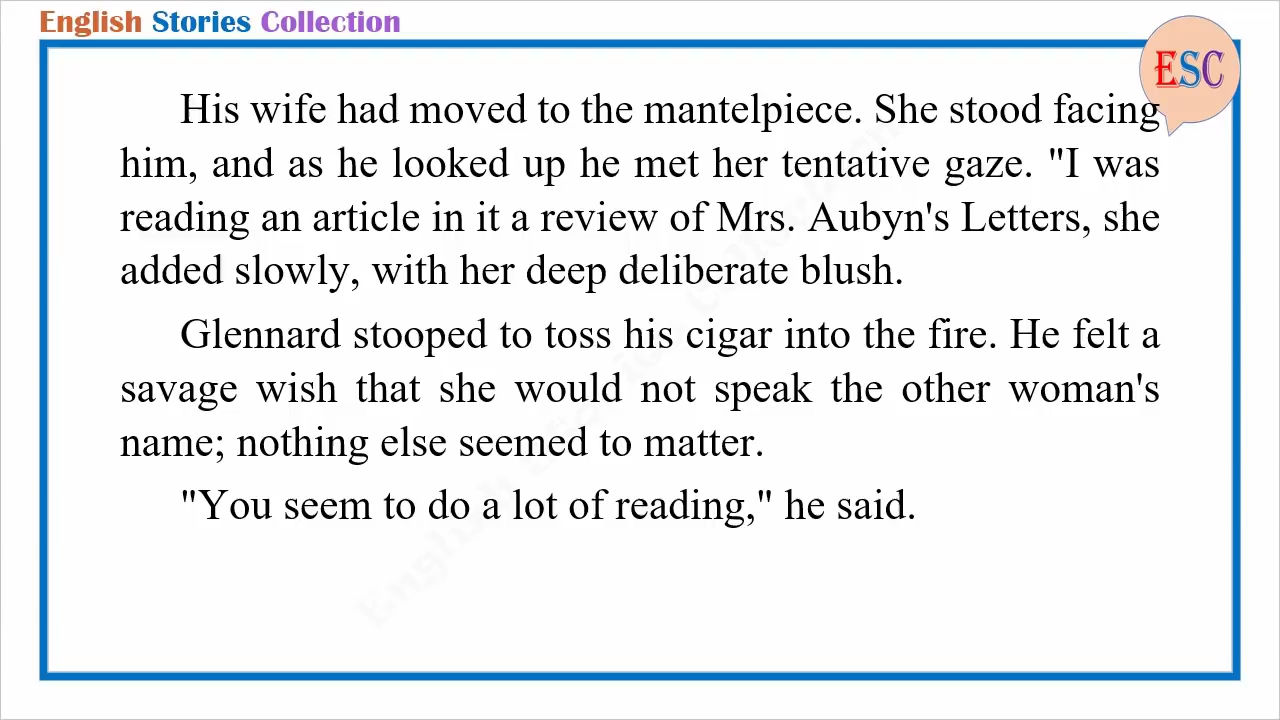 English Stories Collection
ESC
His wife had moved to the mantelpiece. She stood facing
him, and as he looked up he met her tentative gaze. "I was
reading an article in it a review of Mrs. Aubyn's Letters, she
added slowly, with her deep deliberate blush.
Glennard stooped to toss his cigar into the fire. He felt a
savage wish that she would not speak the other woman's
name; nothing else seemed to matter.
"You seem to do a lot of reading," he said.